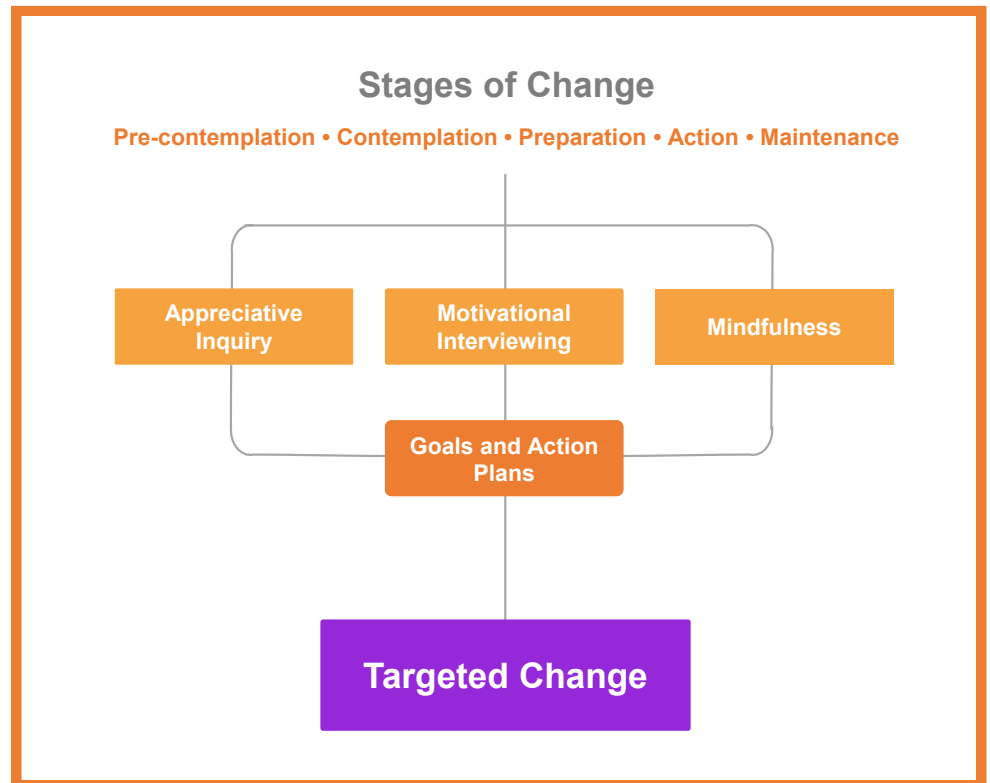 Stages of Change
Pre-contemplation • Contemplation • Preparation • Action • Maintenance
Appreciative
Inquiry
Motivational
Interviewing
Mindfulness
Goals and Action
Plans
Targeted Change